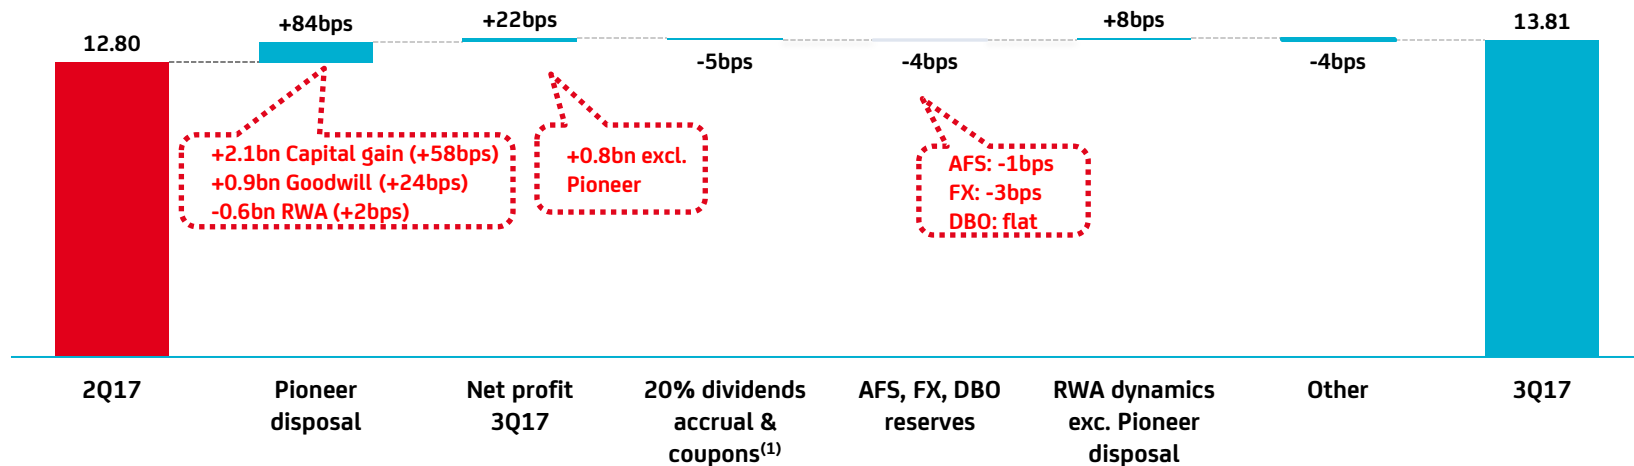 12.80
+84bps
+22bps
-5bps
-4bps
+8bps
-4bps
13.81
+2.1bn Capital gain (+58bps)
+0.9bn Goodwill (+24bps)
-0.6bn RWA (+2bps)
+0.8bn excl.
Pioneer
AFS: -1bps
FX: -3bps
DBO: flat
2Q17
Pioneer
disposal
Net profit
3Q17
20% dividends
accrual &
coupons(1)
AFS, FX, DBO
reserves
RWA dynamics
exc. Pioneer
disposal
Other
3Q17